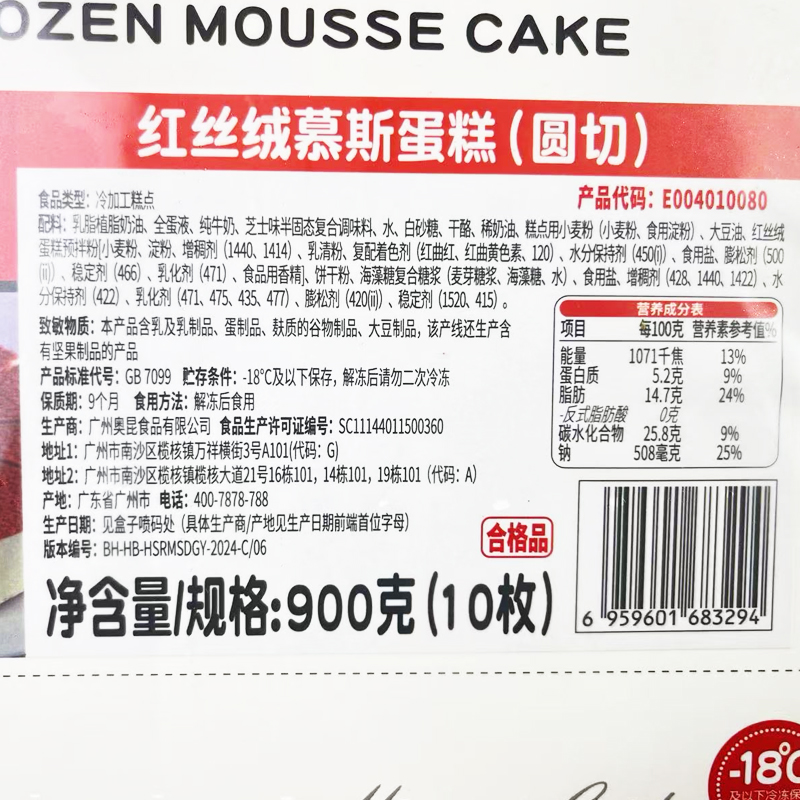 OZEN MOUSSE CAKE
红丝绒慕斯蛋糕(圆切)
食品类型：冷加工糕点
产品代码：E004010080
配料：乳脂植脂奶油、全蛋液、纯牛奶、芝士味半固态复合调味料、水、白砂糖、干酪、稀奶油、糕点用小麦粉（小麦粉、食用淀粉）、大豆油、红丝绒
蛋糕预拌粉[小麦粉、淀粉、增稠剂（1440、1414）、乳清粉、复配着色剂（红曲红、红曲黄色素、120）、水分保持剂（450(i)）、食用盐、膨松剂（500
(ii)）、稳定剂（466）、乳化剂（471）、食品用香精]、饼干粉、海藻糖复合糖浆（麦芽糖浆、海藻糖、水）、食用盐、增稠剂（428、1440、1422）、水
分保持剂（422）、乳化剂（471、475、435、477）、膨松剂（420(ii)）、稳定剂（1520、415）。
致敏物质：本产品含乳及乳制品、蛋制品、麸质的谷物制品、大豆制品，该产线还生产含
有坚果制品的产品
产品标准代号：GB 7099 贮存条件：-18°C及以下保存，解冻后请勿二次冷冻
保质期：9个月 食用方法：解冻后食用
生产商：广州奥昆食品有限公司 食品生产许可证编号：SC11144011500360
地址1：广州市南沙区榄核镇万祥横街3号A101(代码：G)
地址2：广州市南沙区榄核镇榄核大道21号16栋101，14栋101，19栋101（代码：A）
产地：广东省广州市 电话：400-7878-788
生产日期：见盒子喷码处（具体生产商/产地见生产日期前端首位字母）
版本编号：BH-HB-HSRMSDGY-2024-C/06
营养成分表
项目 每100克 营养素参考值%
能量 1071千焦 13%
蛋白质 5.2克 9%
脂肪 14.7克 24%
-反式脂肪酸 0克
碳水化合物 25.8克 9%
钠 508毫克 25%
合格品
净含量/规格:900克(10枚)
6 959601 683294
-18°C
及以下冷冻保